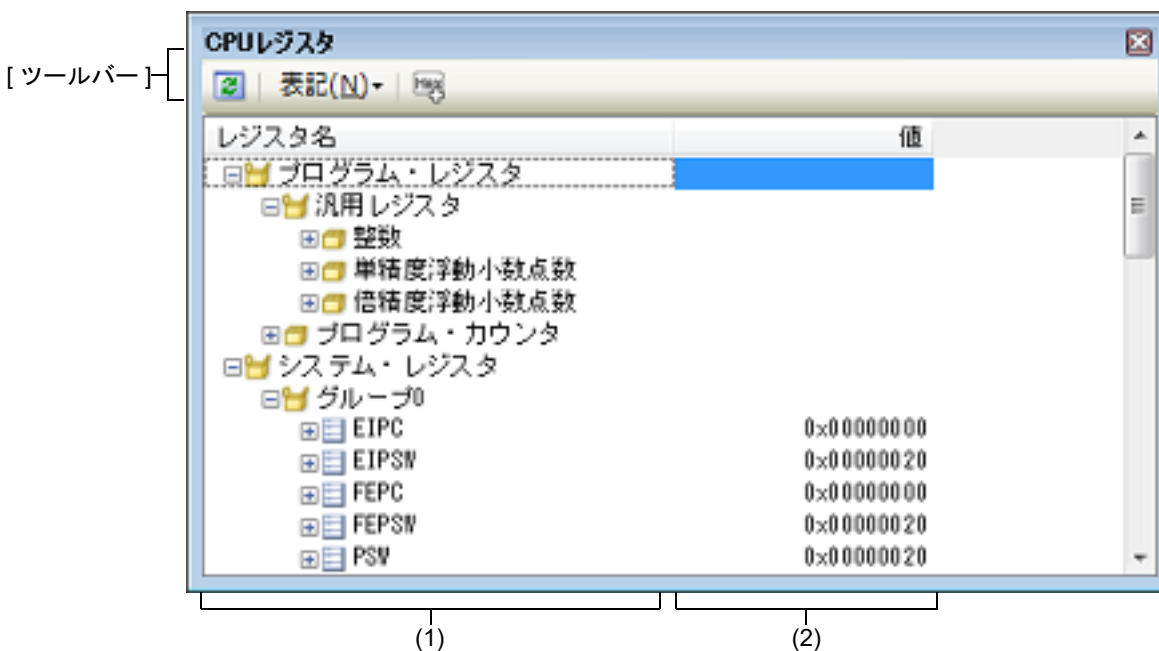 CPUレジスタ
[ ツールバー ]
表記(N)
Hex
レジスタ名 値
プログラム・レジスタ
汎用レジスタ
整数
単精度浮動小数点数
倍精度浮動小数点数
プログラム・カウンタ
システム・レジスタ
グループ0
EIPC 0x00000000
EIPSW 0x00000020
FEPC 0x00000000
FEPSW 0x00000020
PSW 0x00000020
(1) (2)